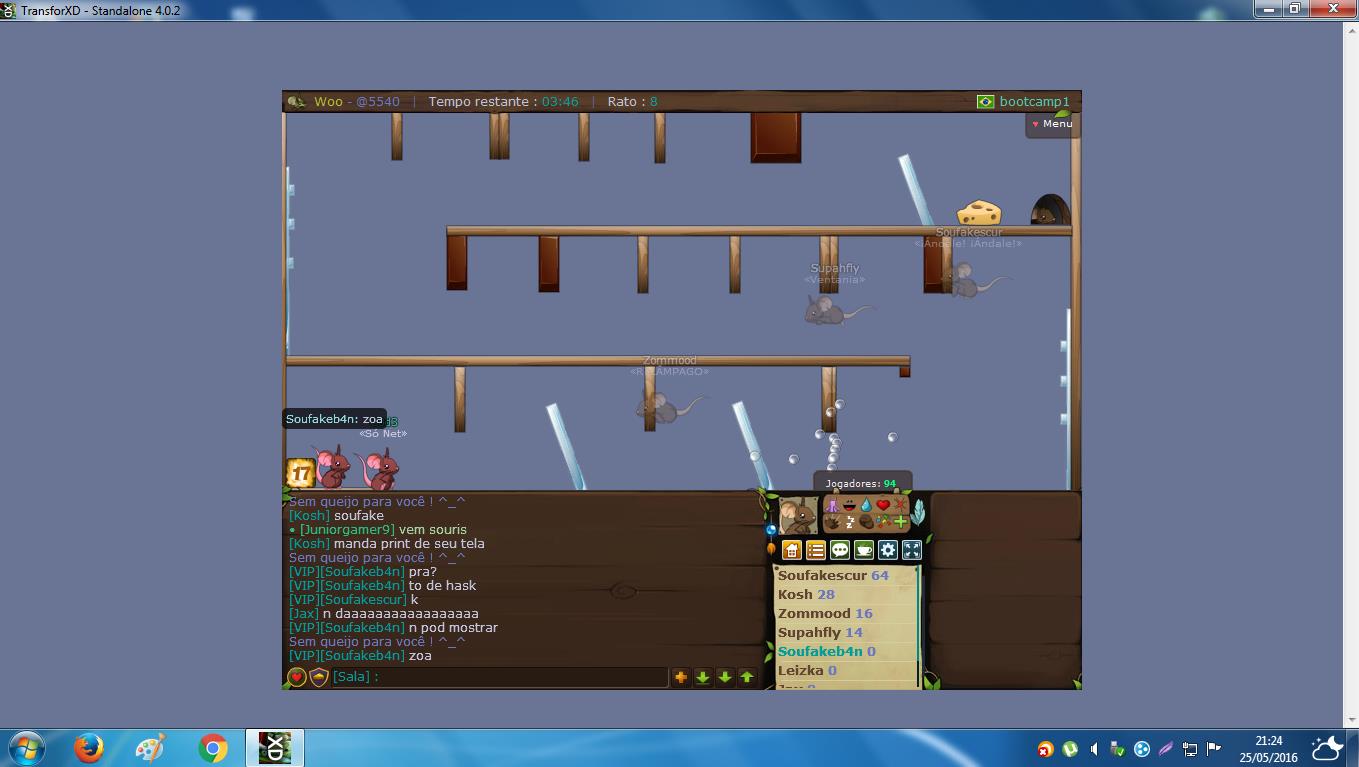 TransforXD - Standalone 4.0.2
Woo - @5540 | Tempo restante : 03:46 | Rato : 8
bootcamp1
♥ Menu
Soufakescur
«¡Ándale! ¡Ándale!»
Supahfly
«Ventania»
Zommood
«RELÁMPAGO»
Soufakeb4n: zoa
«Só Net»
17
Jogadores: 94
Sem queijo para você ! ^_^
[Kosh] soufake
• [Juniorgamer9] vem souris
[Kosh] manda print de seu tela
Sem queijo para você ! ^_^
[VIP][Soufakeb4n] pra?
[VIP][Soufakeb4n] to de hask
[VIP][Soufakescur] k
[Jax] n daaaaaaaaaaaaaaaaa
[VIP][Soufakeb4n] n pod mostrar
Sem queijo para você ! ^_^
[VIP][Soufakeb4n] zoa
[Sala] :
Soufakescur 64
Kosh 28
Zommood 16
Supahfly 14
Soufakeb4n 0
Leizka 0
XD
21:24
25/05/2016